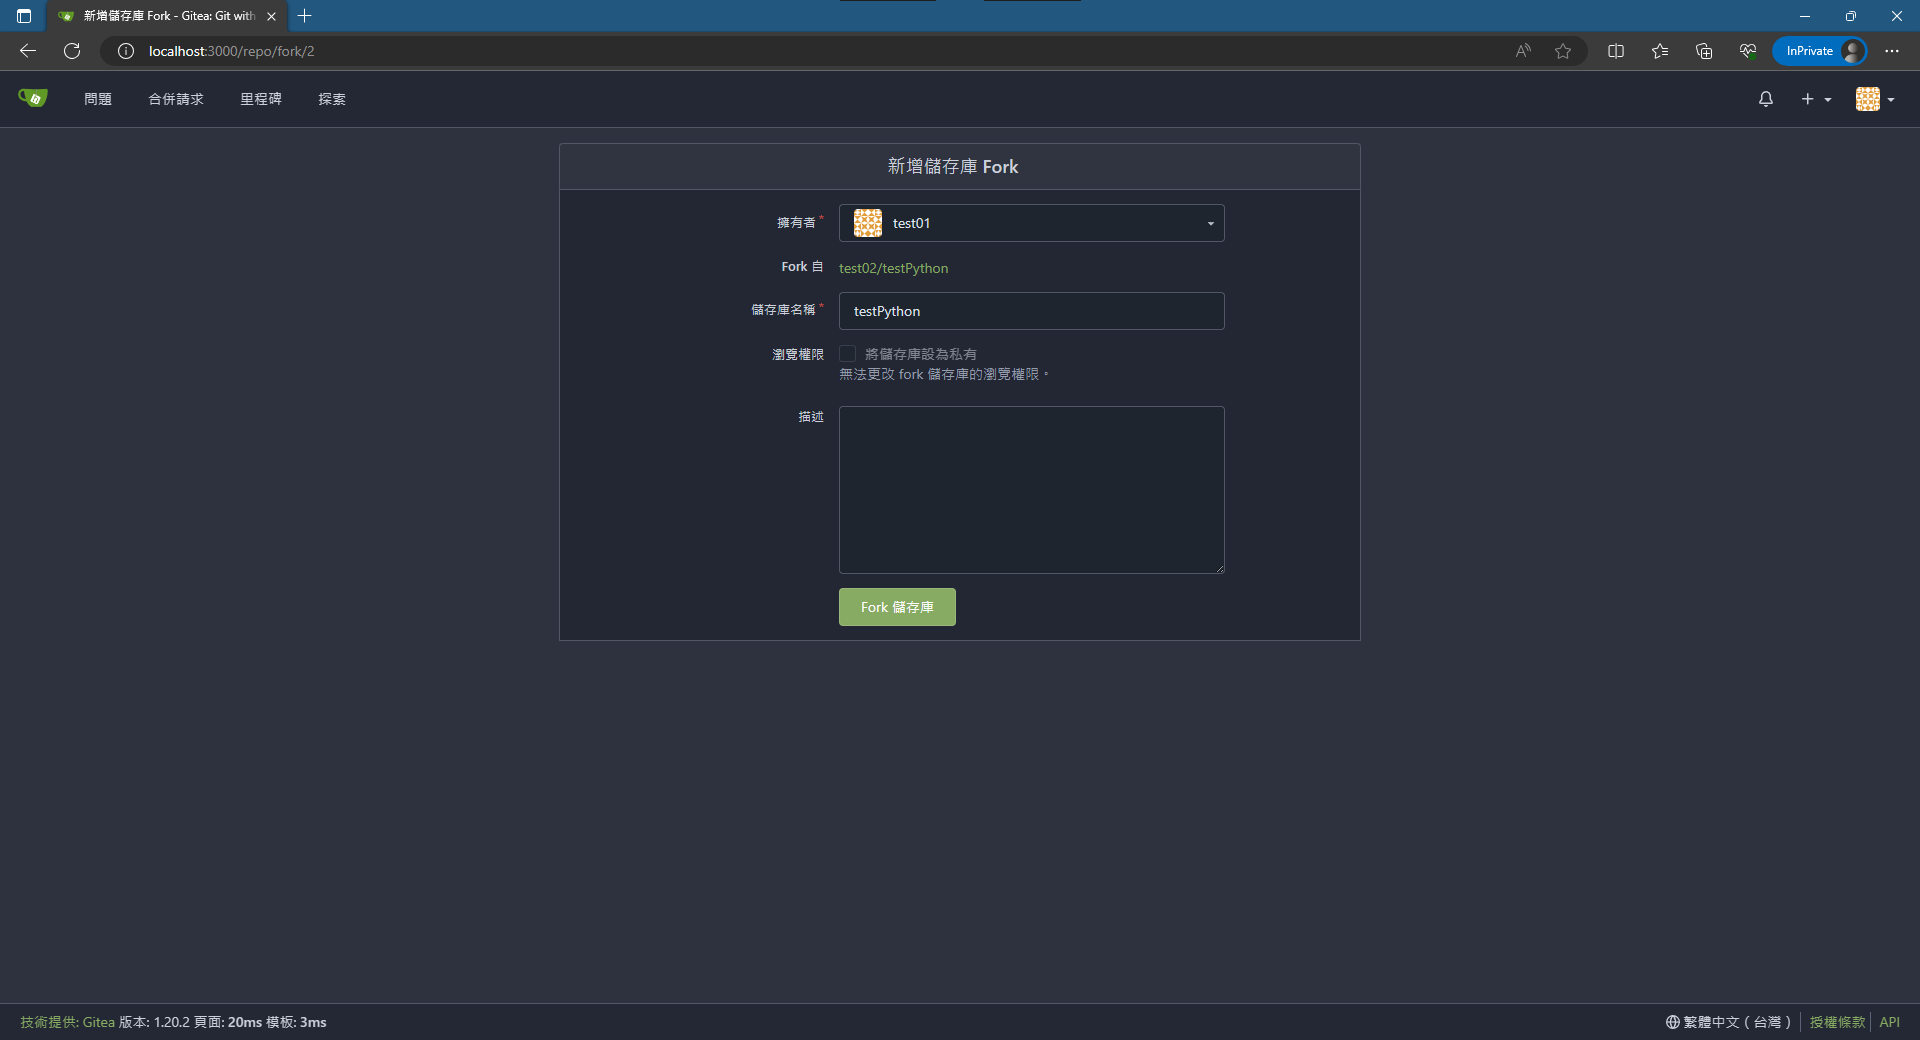 新增儲存庫 Fork - Gitea: Git with
localhost:3000/repo/fork/2
InPrivate
問題 合併請求 里程碑 探索
新增儲存庫 Fork
擁有者* test01
Fork 自 test02/testPython
儲存庫名稱* testPython
瀏覽權限 將儲存庫設為私有
無法更改 fork 儲存庫的瀏覽權限。
描述
Fork 儲存庫
技術提供: Gitea 版本: 1.20.2 頁面: 20ms 模板: 3ms
繁體中文（台灣） 授權條款 API